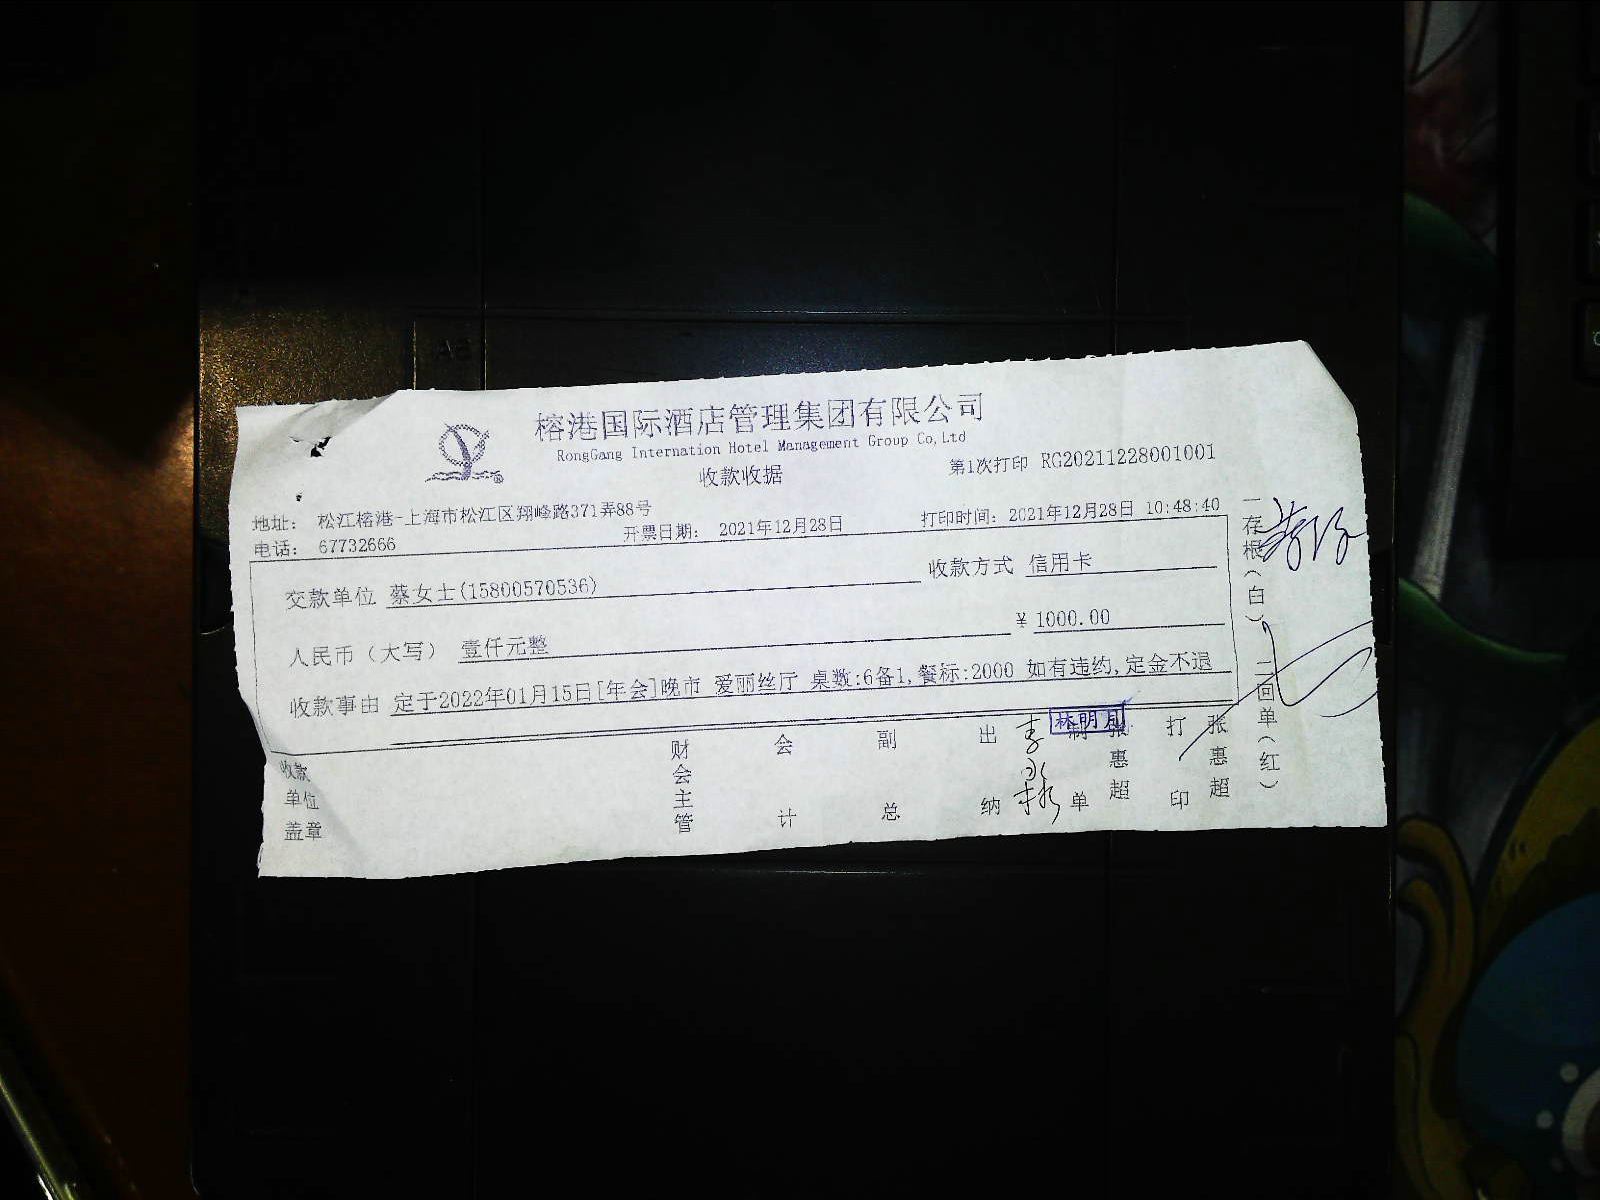 榕港国际酒店管理集团有限公司
RongGang Internation Hotel Management Group Co,Ltd
收款收据
第1次打印 RG20211228001001
地址： 松江榕港-上海市松江区翔峰路371弄88号
电话： 67732666
开票日期： 2021年12月28日
打印时间： 2021年12月28日 10:48:40
交款单位 蔡女士(15800570536)
收款方式 信用卡
人民币（大写） 壹仟元整
¥ 1000.00
收款事由 定于2022年01月15日[年会]晚市 爱丽丝厅 桌数:6备1,餐标:2000 如有违约,定金不退
收款单位盖章
财会主管
会计
副总
出纳
林明月
制单 张惠超
打印 张惠超
一存根（白）
二回单（红）
A6